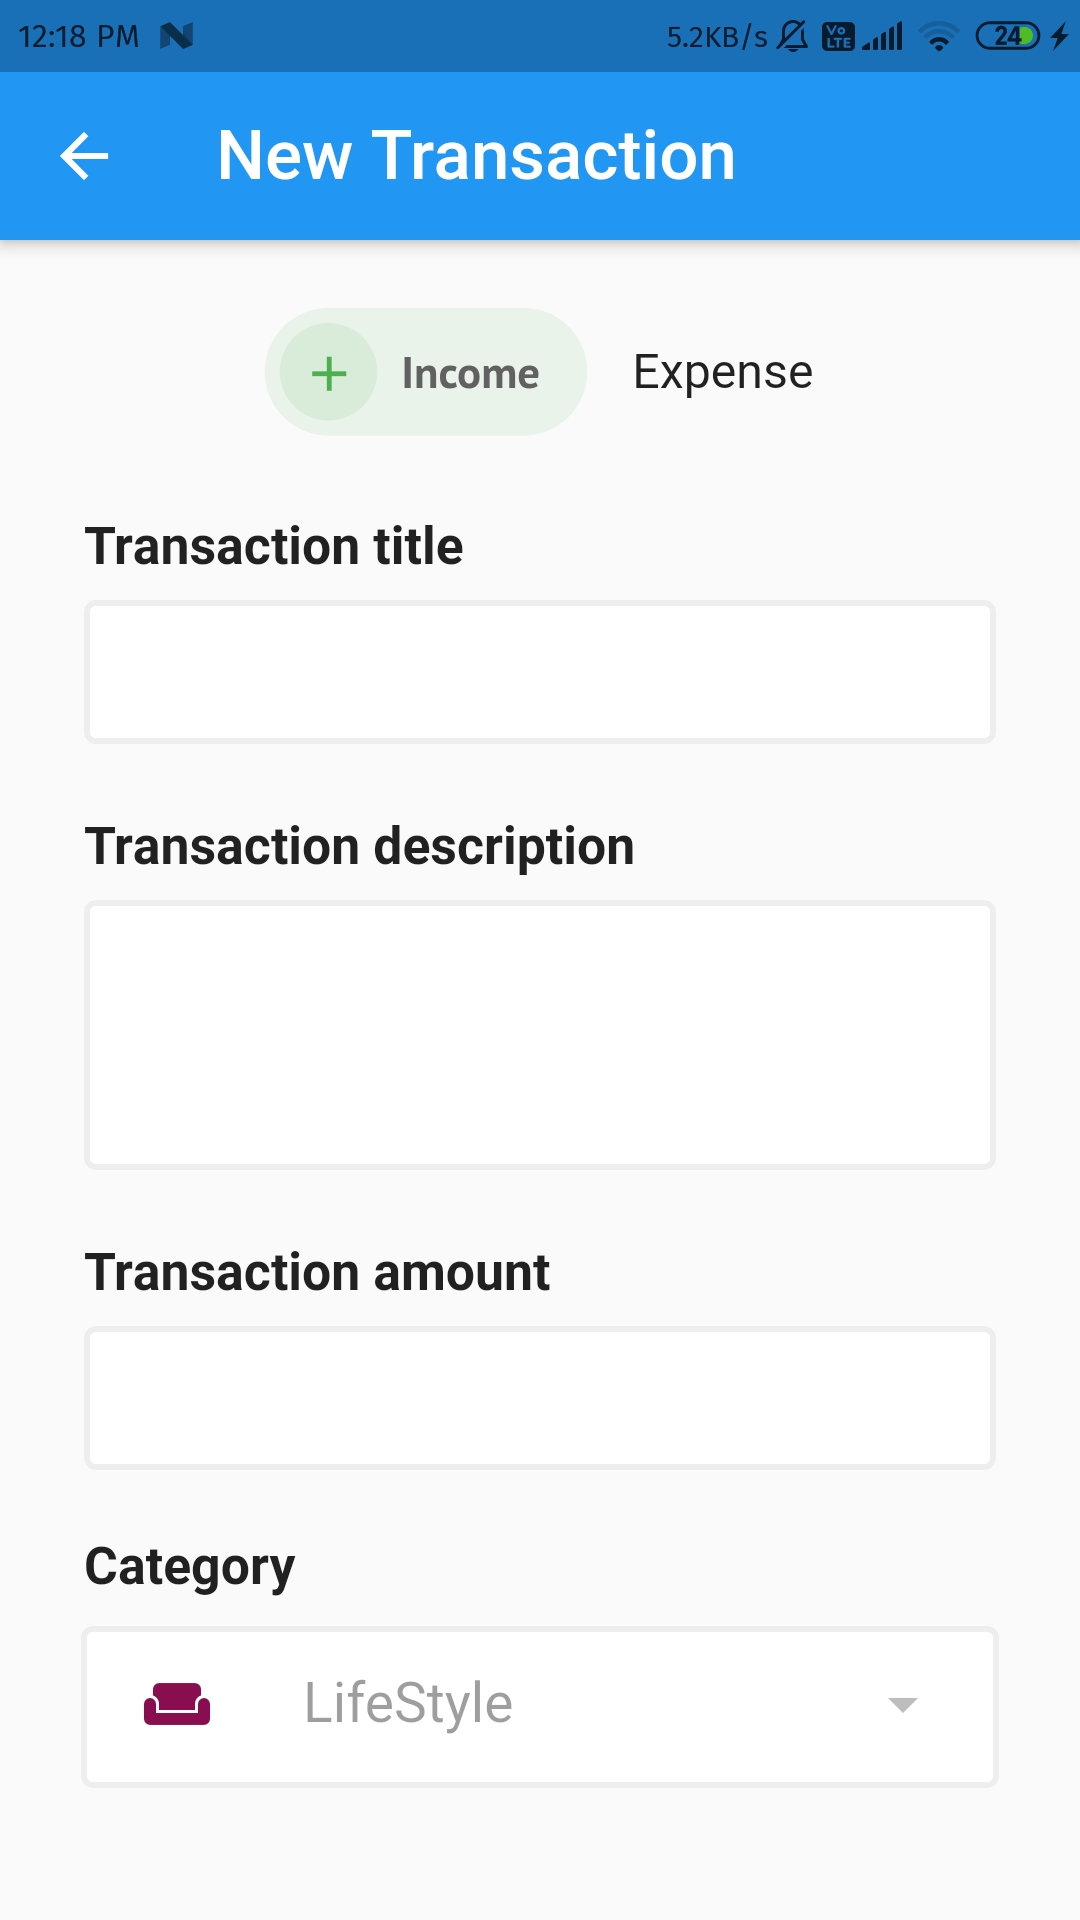 12:18 PM 5.2KB/s Vo LTE 24
New Transaction
Income Expense
Transaction title
Transaction description
Transaction amount
Category
LifeStyle